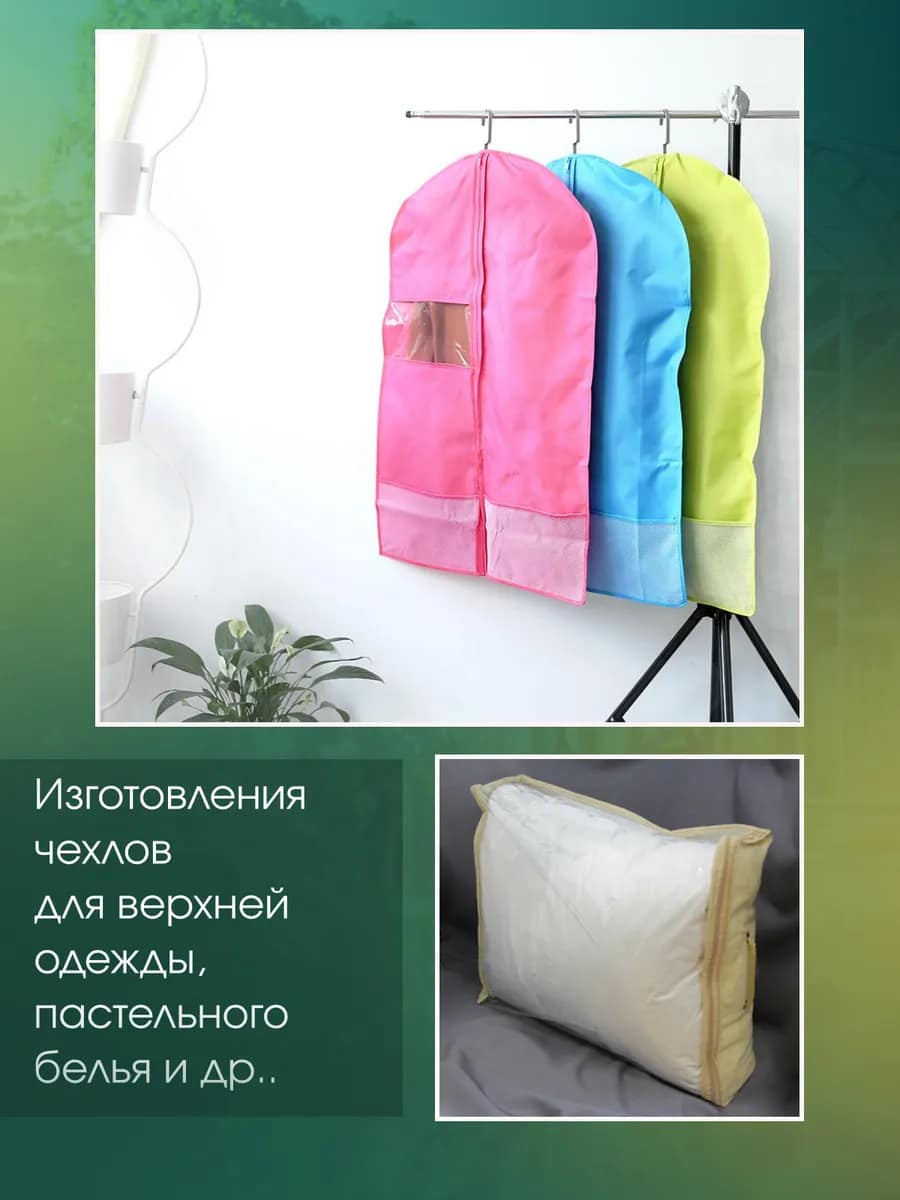 Изготовления
чехлов
для верхней
одежды,
пастельного
белья и др..